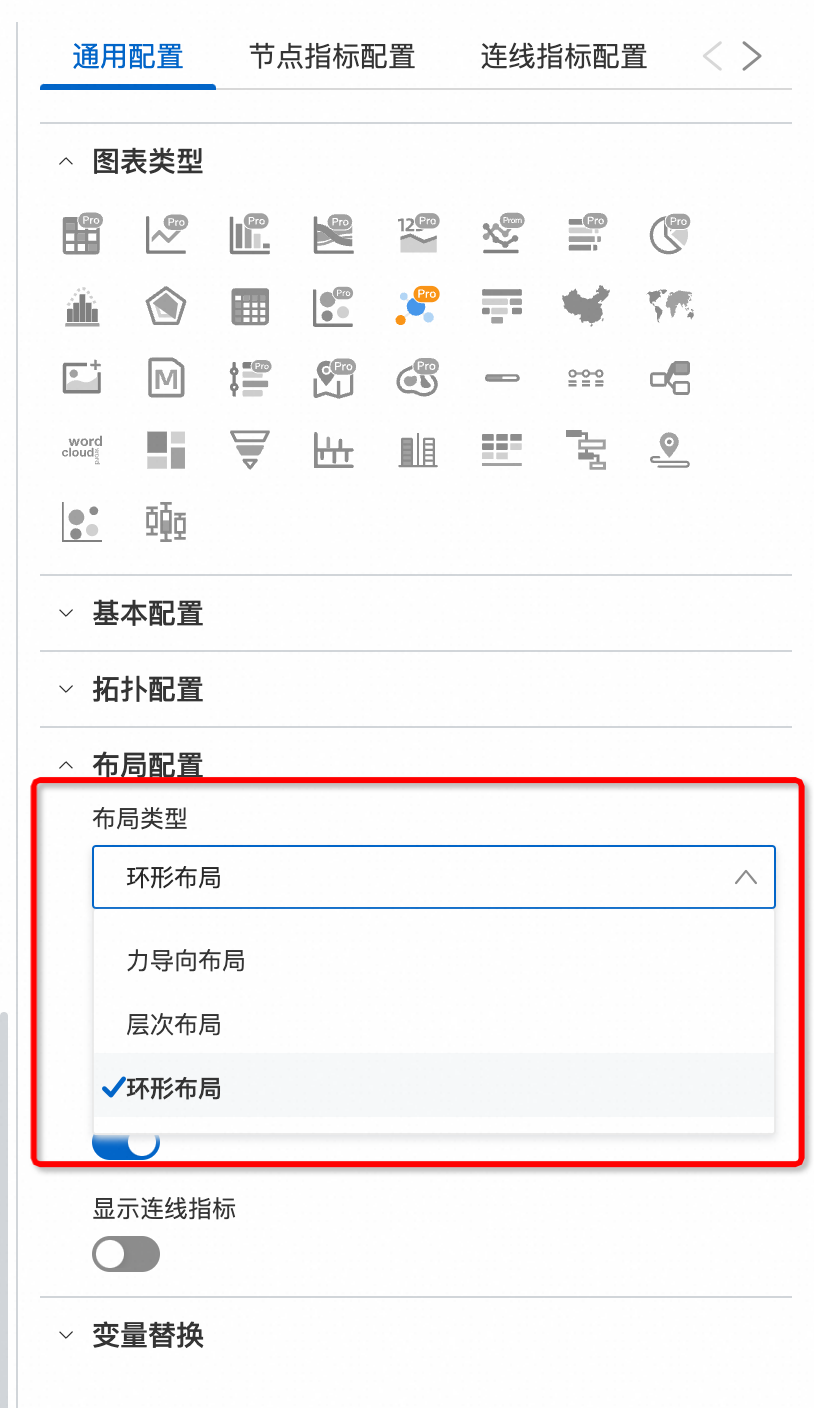 通用配置 节点指标配置 连线指标配置
图表类型
Pro Pro Pro Pro 123 Pro Prom Pro Pro
Pro Pro
M Pro Pro Pro
word cloud word
基本配置
拓扑配置
布局配置
布局类型
环形布局
力导向布局
层次布局
环形布局
显示连线指标
变量替换